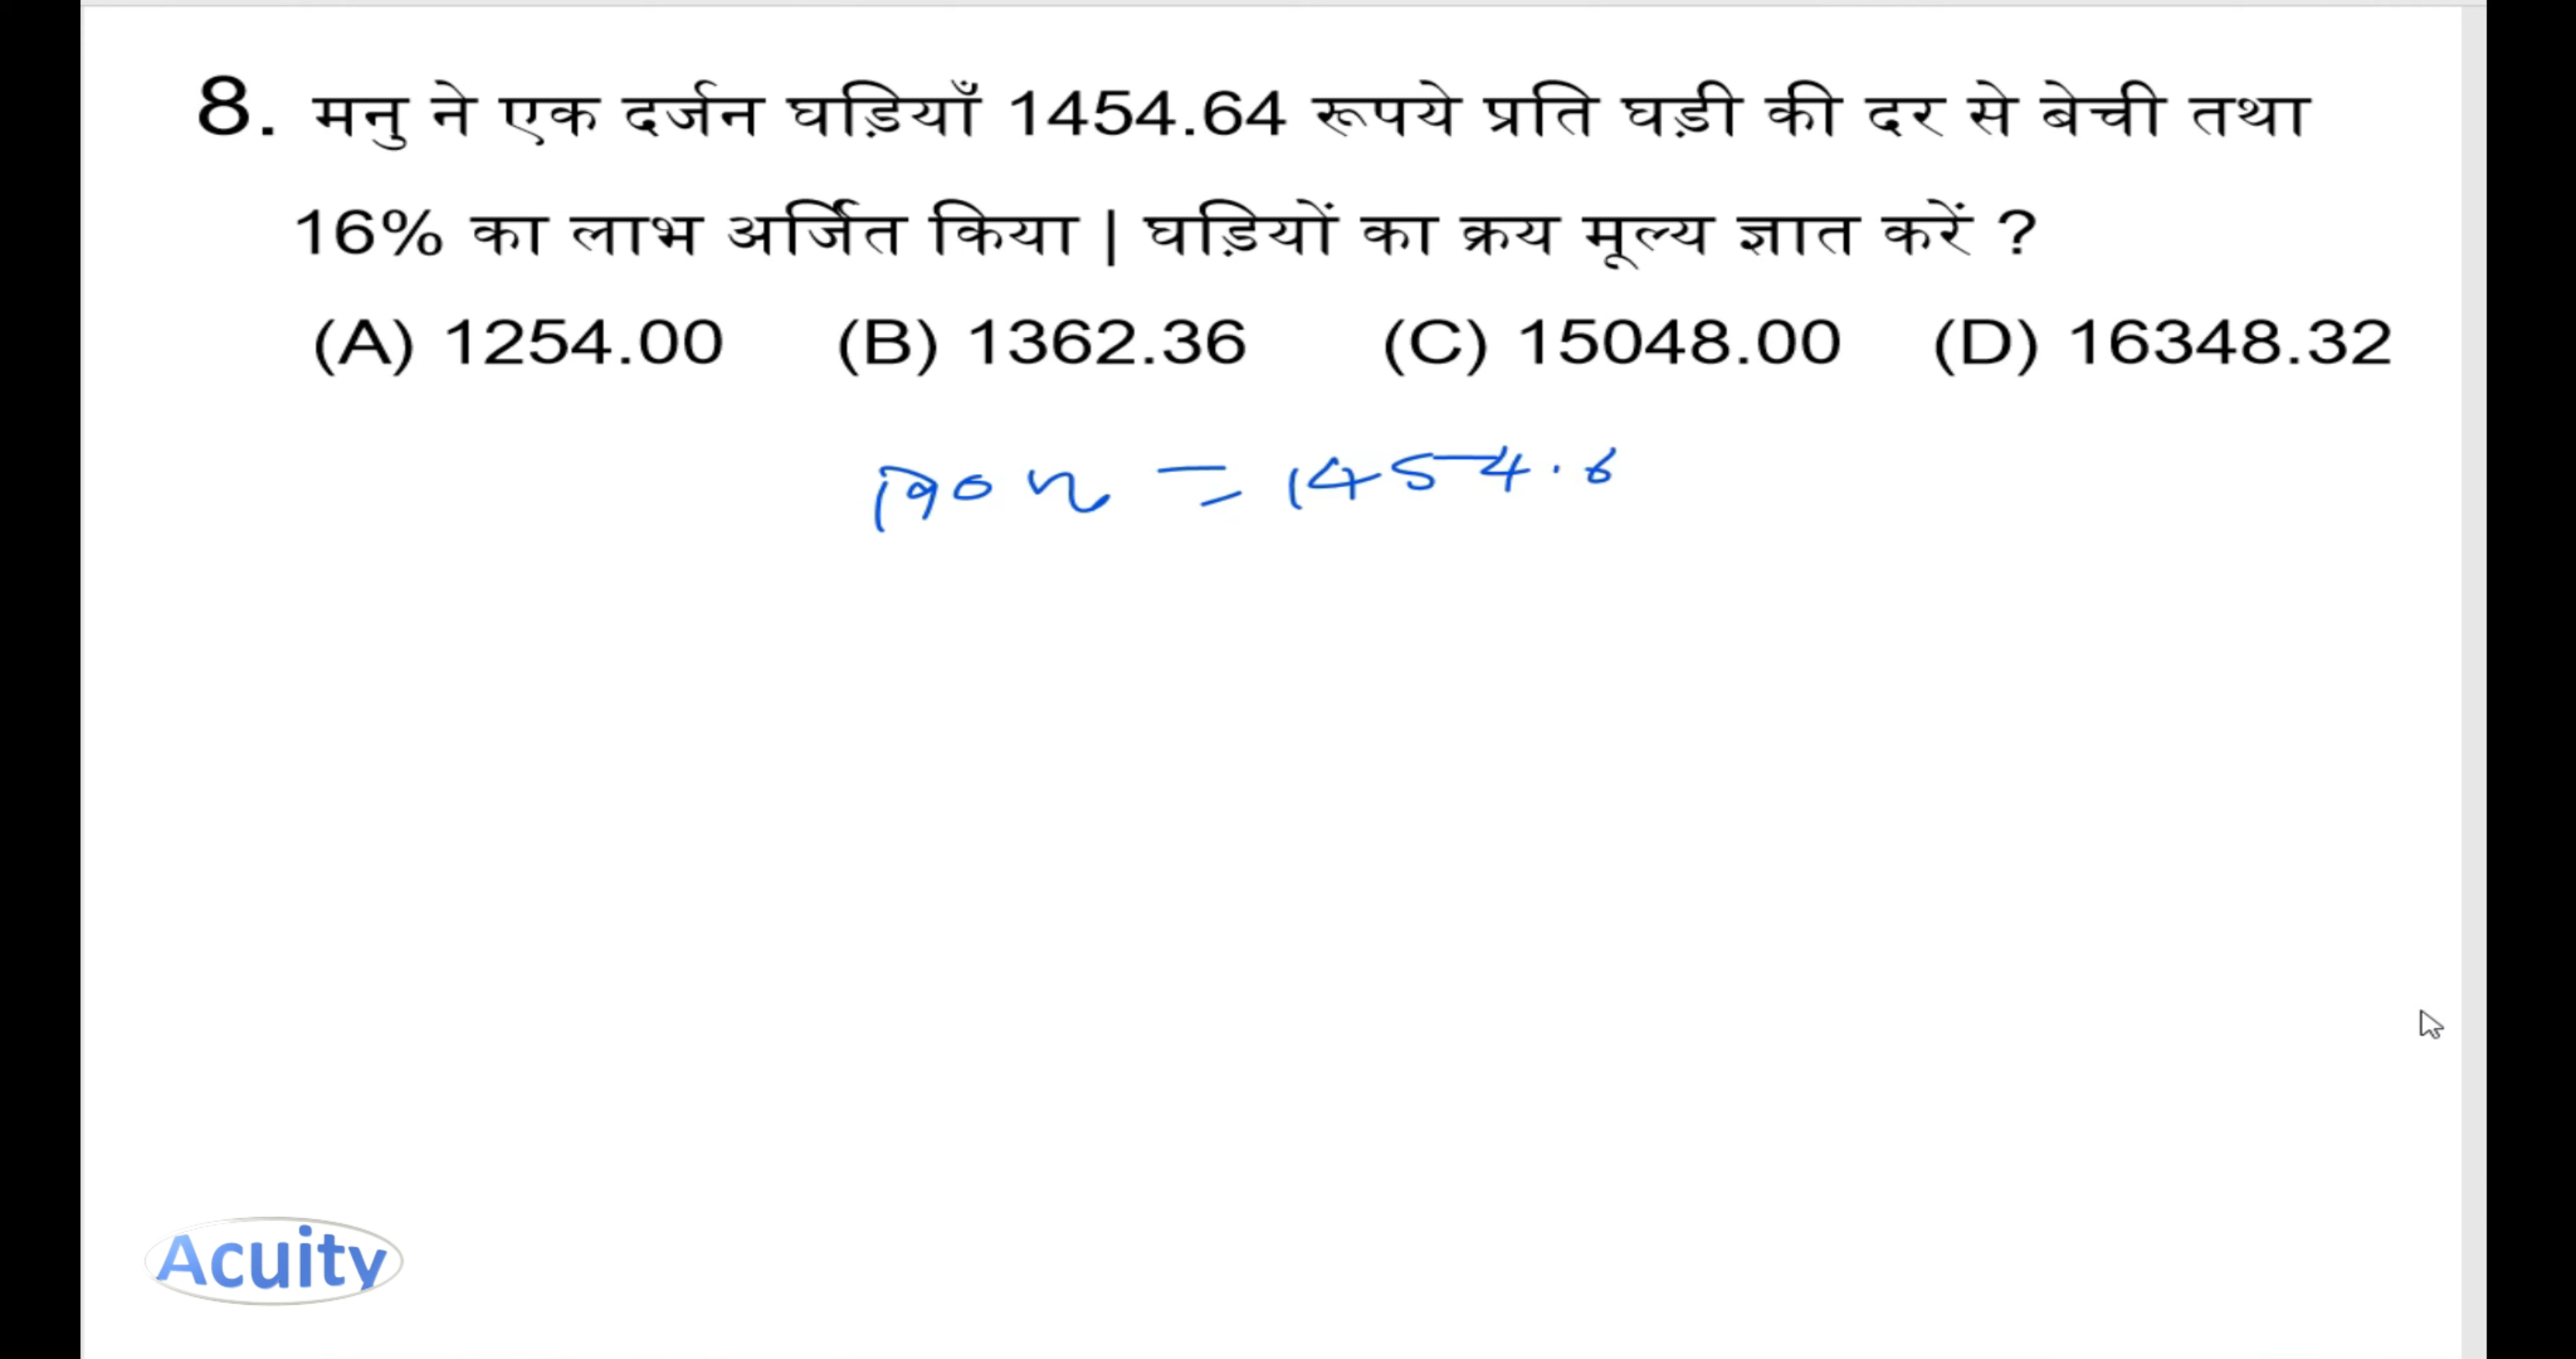 8. मनु ने एक दर्जन घड़ियाँ 1454.64 रूपये प्रति घड़ी की दर से बेची तथा
16% का लाभ अर्जित किया | घड़ियों का क्रय मूल्य ज्ञात करें ?
(A) 1254.00 (B) 1362.36 (C) 15048.00 (D) 16348.32
= 1454.6
Acuity